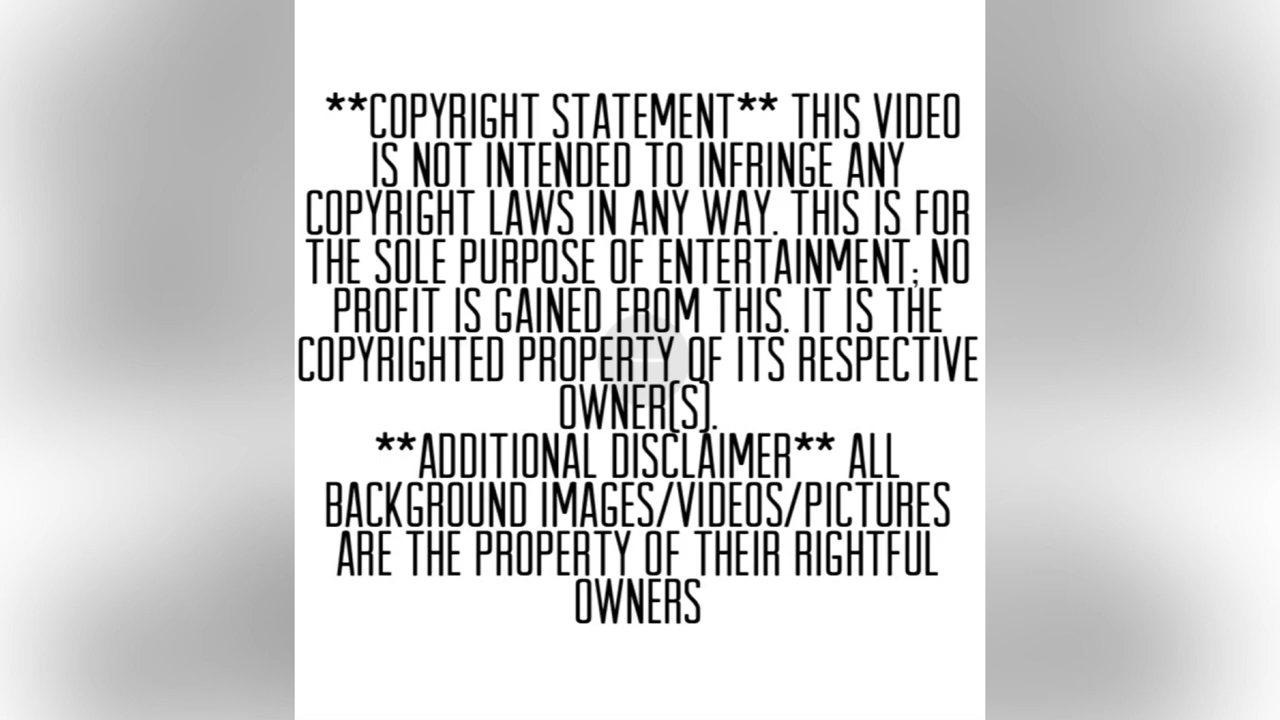 **COPYRIGHT STATEMENT** THIS VIDEO
IS NOT INTENDED TO INFRINGE ANY
COPYRIGHT LAWS IN ANY WAY. THIS IS FOR
THE SOLE PURPOSE OF ENTERTAINMENT; NO
PROFIT IS GAINED FROM THIS. IT IS THE
COPYRIGHTED PROPERTY OF ITS RESPECTIVE
OWNER(S).
**ADDITIONAL DISCLAIMER** ALL
BACKGROUND IMAGES/VIDEOS/PICTURES
ARE THE PROPERTY OF THEIR RIGHTFUL
OWNERS